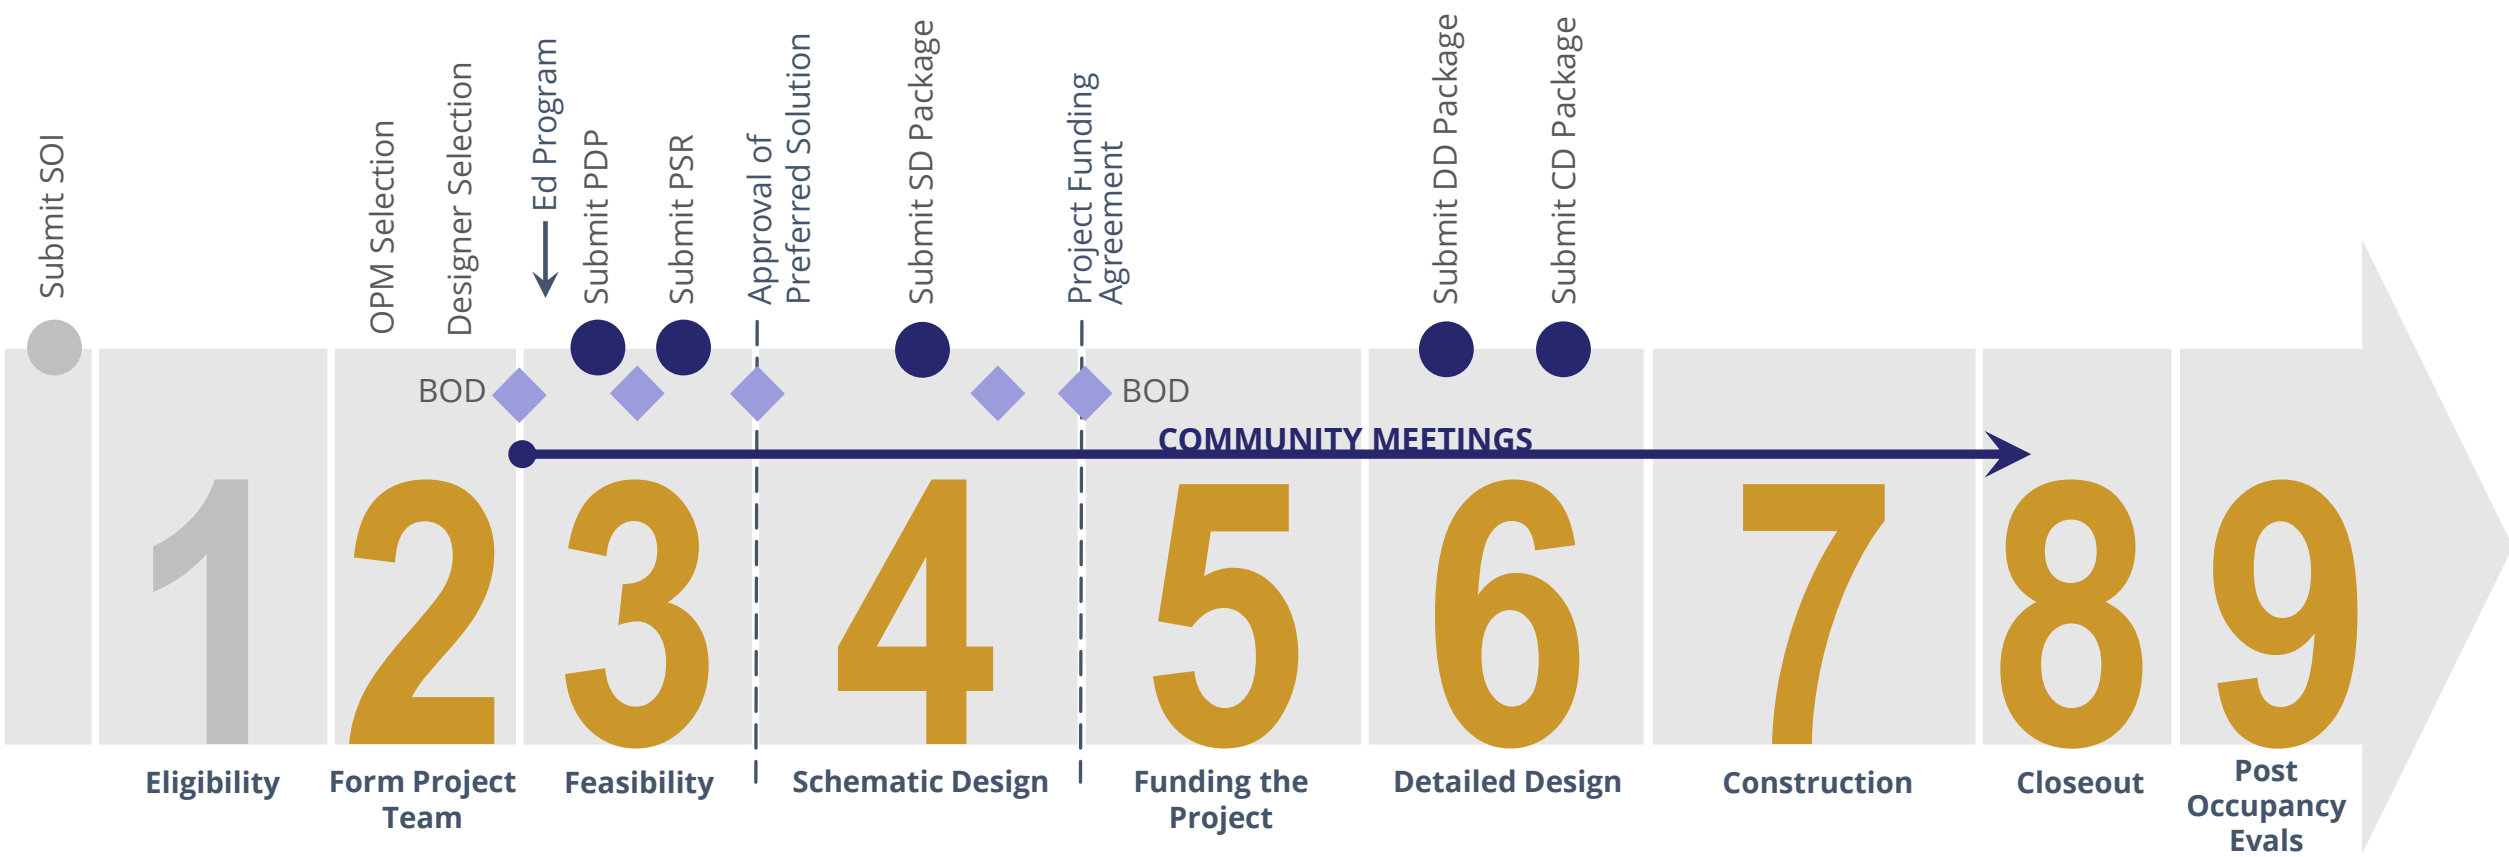 Submit SOI
OPM Selection
Designer Selection
Ed Program
Submit PDP
Submit PSR
Approval of
Preferred Solution
Submit SD Package
Project Funding
Agreement
Submit DD Package
Submit CD Package
BOD
BOD
COMMUNITY MEETINGS
1
2
3
4
5
6
7
8
9
Eligibility
Form Project
Team
Feasibility
Schematic Design
Funding the
Project
Detailed Design
Construction
Closeout
Post
Occupancy
Evals